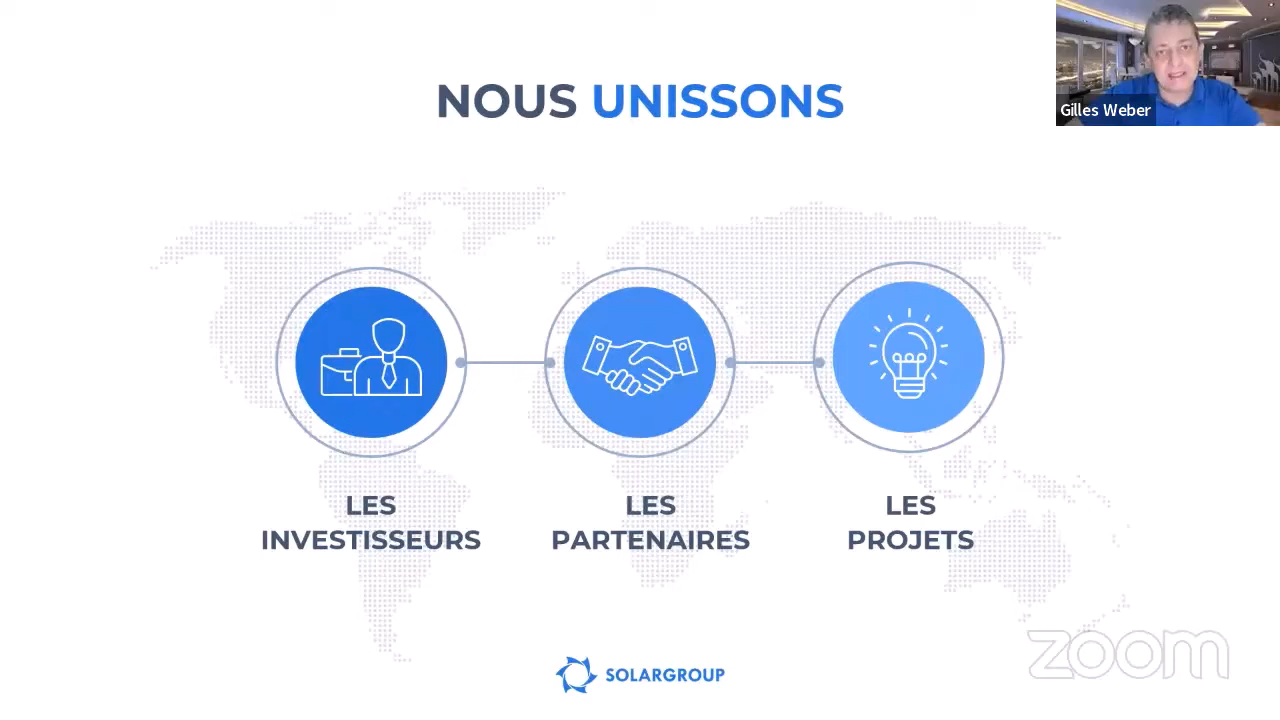 NOUS UNISSONS
Gilles Weber
LES
INVESTISSEURS
LES
PARTENAIRES
LES
PROJETS
zoom
SOLARGROUP